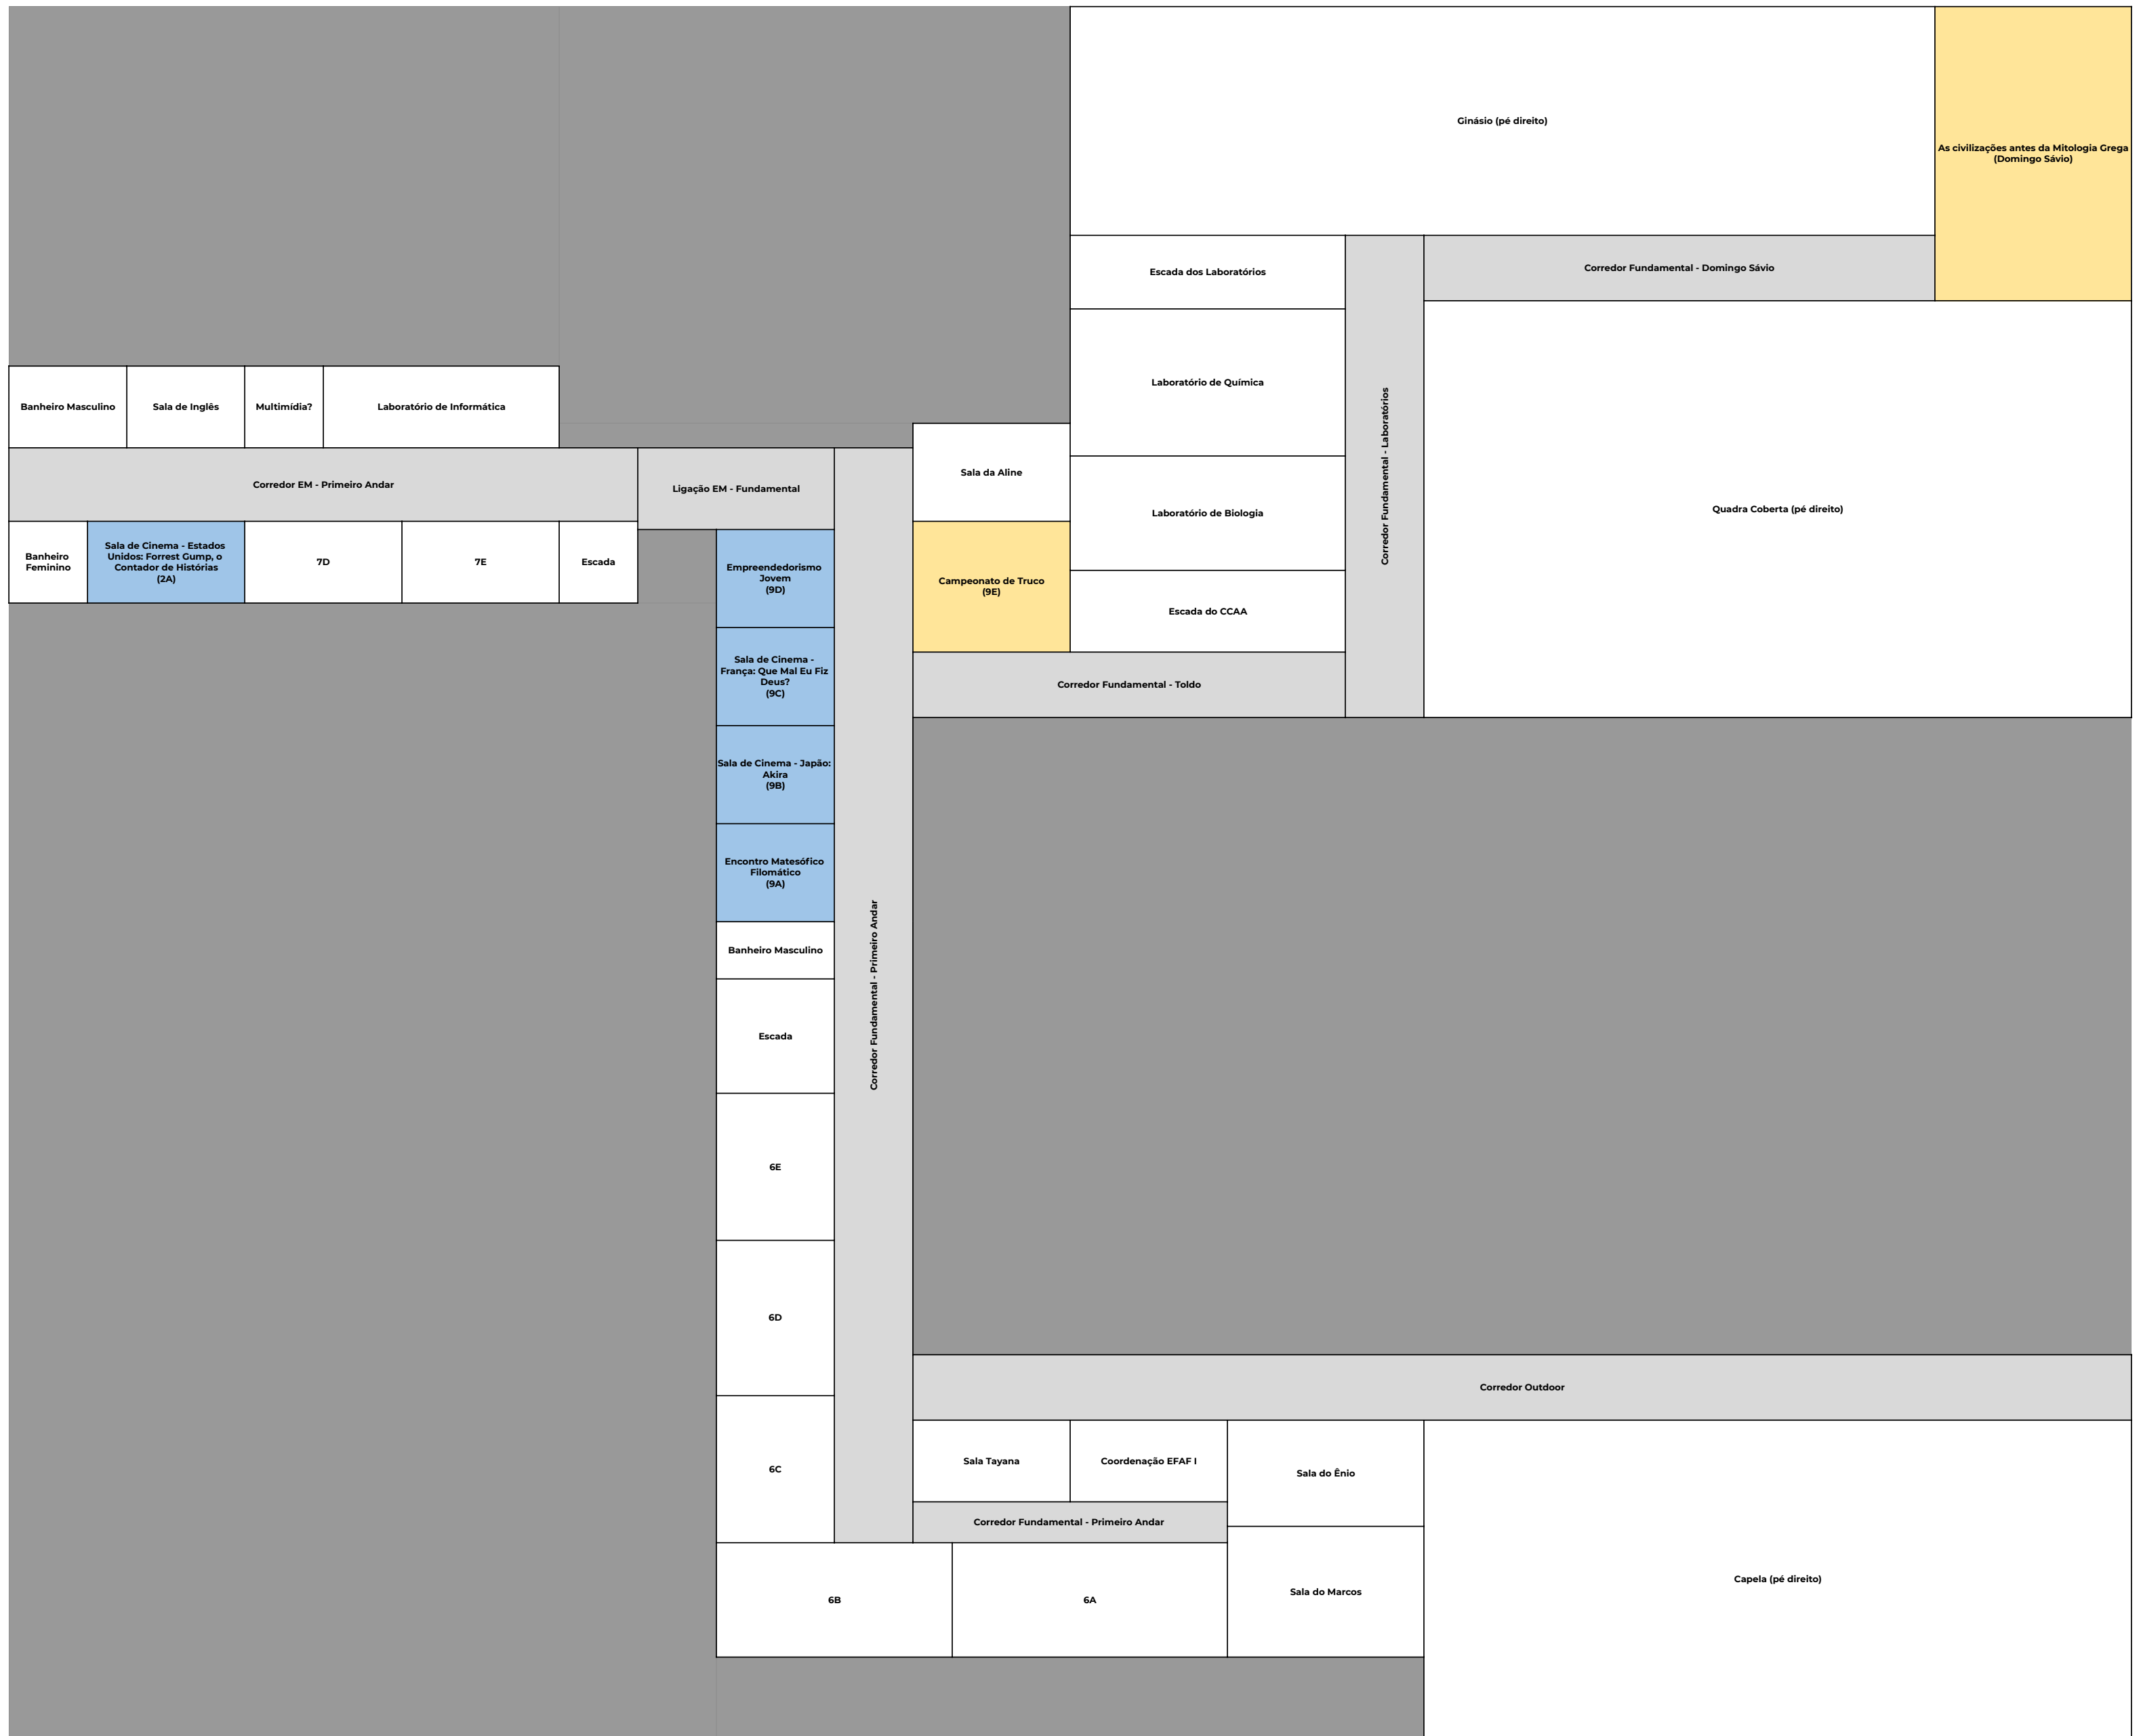 Ginásio (pé direito)
As civilizações antes da Mitologia Grega
(Domingo Sávio)
Escada dos Laboratórios
Corredor Fundamental - Domingo Sávio
Laboratório de Química
Corredor Fundamental - Laboratórios
Banheiro Masculino
Sala de Inglês
Multimídia?
Laboratório de Informática
Sala da Aline
Corredor EM - Primeiro Andar
Ligação EM - Fundamental
Laboratório de Biologia
Quadra Coberta (pé direito)
Banheiro
Feminino
Sala de Cinema - Estados
Unidos: Forrest Gump, o
Contador de Histórias
(2A)
7D
7E
Escada
Empreendedorismo
Jovem
(9D)
Campeonato de Truco
(9E)
Escada do CCAA
Sala de Cinema -
França: Que Mal Eu Fiz
Deus?
(9C)
Corredor Fundamental - Toldo
Sala de Cinema - Japão:
Akira
(9B)
Encontro Matesófico
Filomático
(9A)
Banheiro Masculino
Corredor Fundamental - Primeiro Andar
Escada
6E
6D
Corredor Outdoor
6C
Sala Tayana
Coordenação EFAF I
Sala do Ênio
Corredor Fundamental - Primeiro Andar
Capela (pé direito)
6B
6A
Sala do Marcos